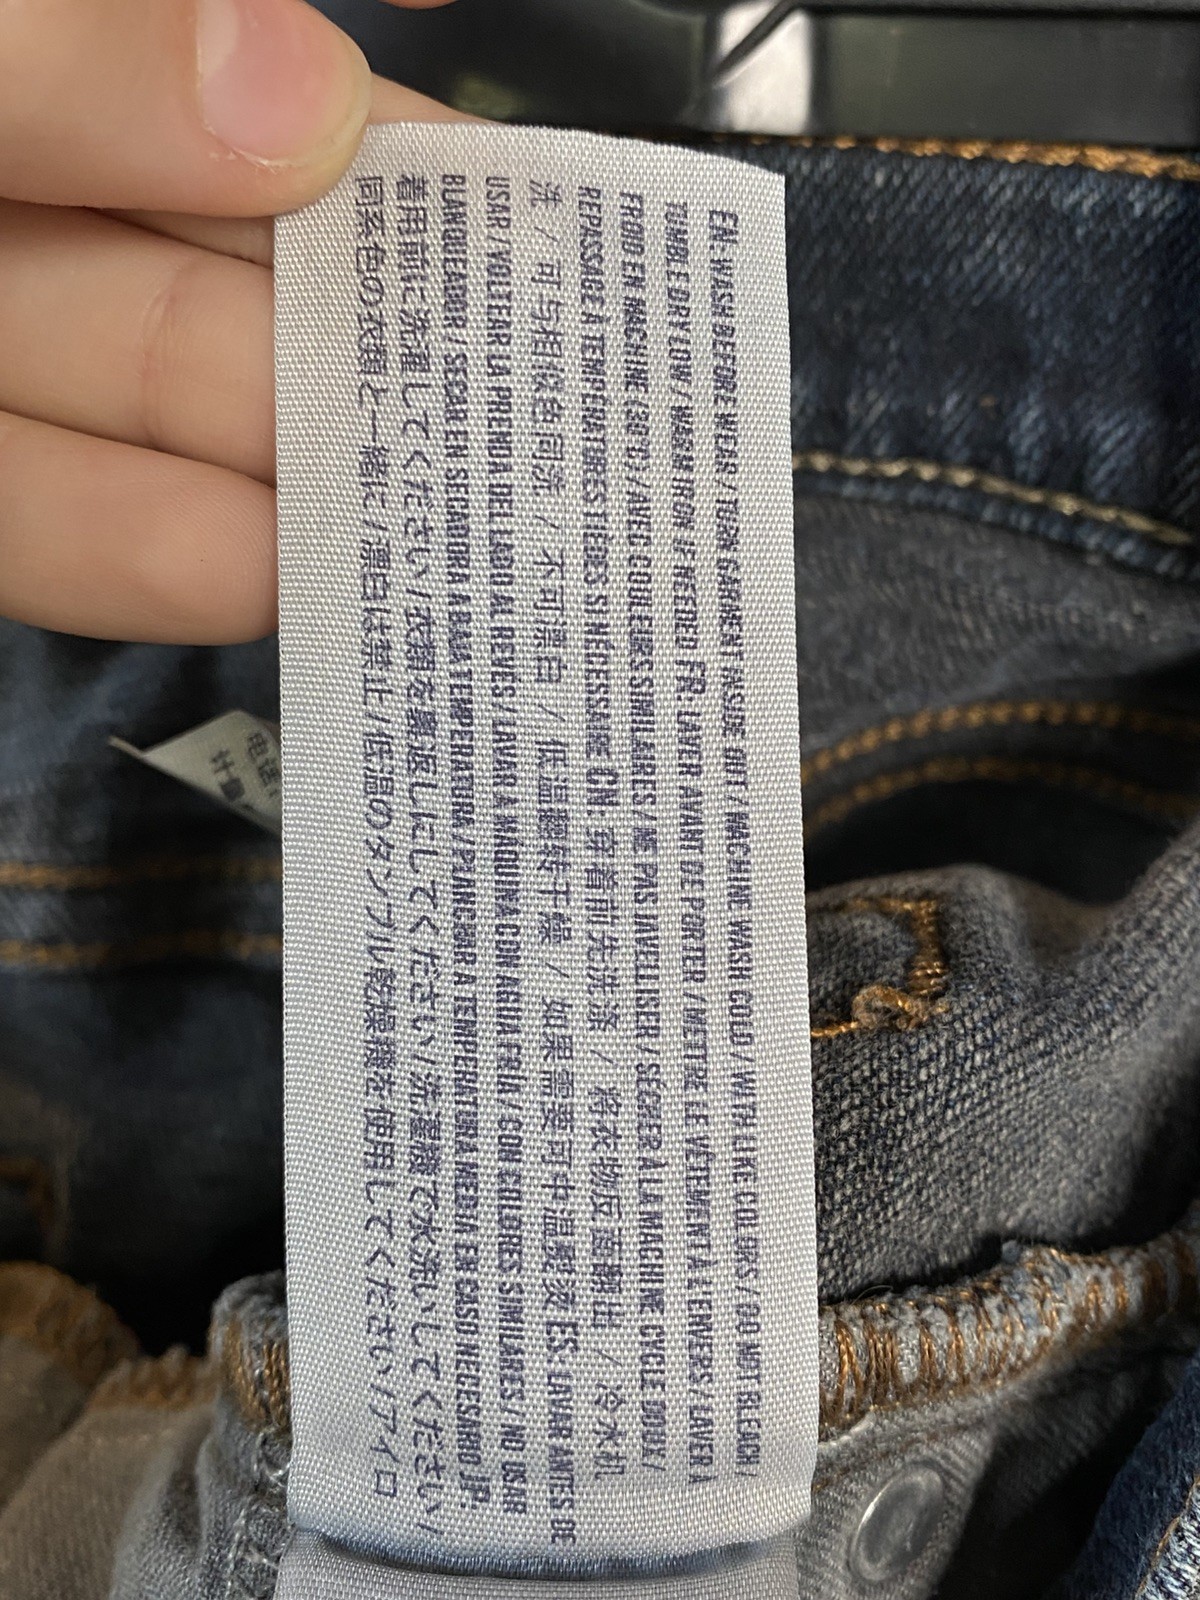 EN: WASH BEFORE WEAR / TURN GARMENT INSIDE OUT / MACHINE WASH COLD / WITH LIKE COLORS / DO NOT BLEACH /
TUMBLE DRY LOW / WARM IRON IF NEEDED FR: LAVER AVANT DE PORTER / METTRE LE VÊTEMENT À L'ENVERS / LAVER À
FROID EN MACHINE (30°C) / AVEC COULEURS SIMILAIRES / NE PAS JAVELLISER / SÉCHER À LA MACHINE CYCLE DOUX /
REPASSAGE À TEMPÉRATURES TIÈDES SI NÉCESSAIRE CN: 穿着前先洗涤 / 将衣物反面翻出 / 冷水机
洗 / 可与相似色同洗 / 不可漂白 / 低温翻转干燥 / 如果需要可中温熨烫 ES: LAVAR ANTES DE
USAR / VOLTEAR LA PRENDA DEL LADO AL REVES / LAVAR A MÁQUINA CON AGUA FRÍA / CON COLORES SIMILARES / NO USAR
BLANQUEADOR / SECAR EN SECADORA A BAJA TEMPERATURA / PLANCHAR A TEMPERATURA MEDIA EN CASO NECESARIO JP:
着用前に洗濯してください / 衣類を裏返しにしてください / 洗濯機で水洗いしてください /
同系色の衣類と一緒に / 漂白は禁止 / 低温のタンブル乾燥機を使用してください / アイロ
电话
计量